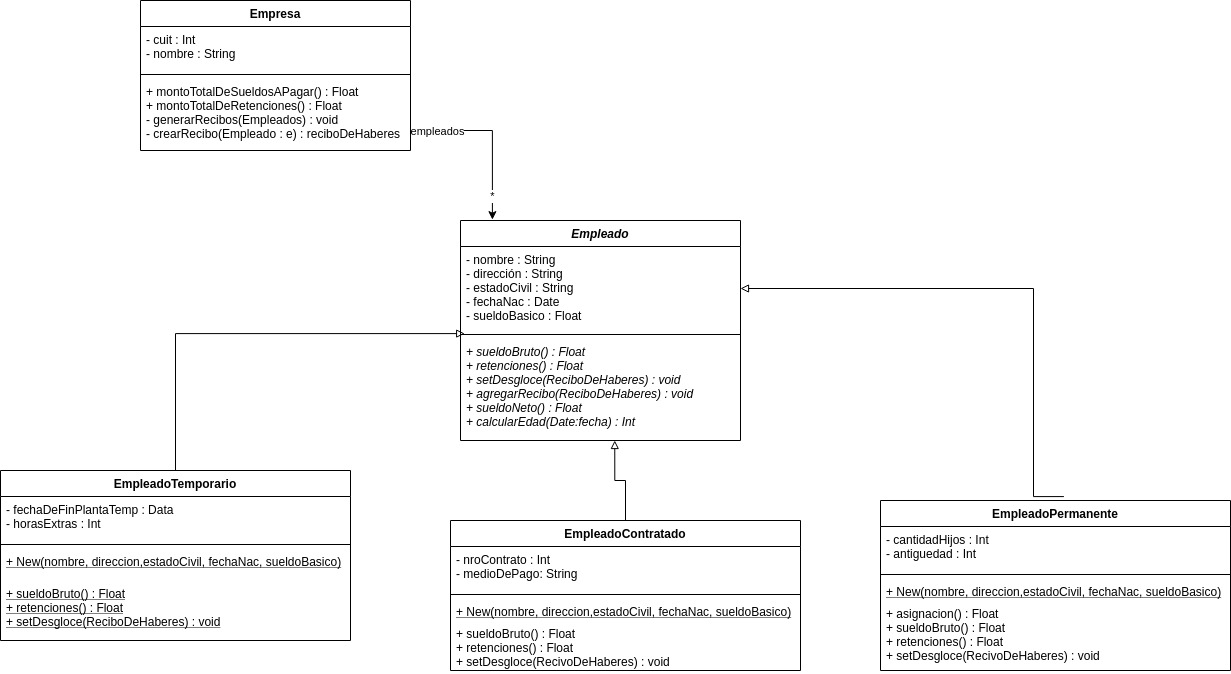 Empresa
- cuit : Int
- nombre : String
+ montoTotalDeSueldosAPagar() : Float
+ montoTotalDeRetenciones() : Float
- generarRecibos(Empleados) : void
- crearRecibo(Empleado : e) : reciboDeHaberes
empleados
*
Empleado
- nombre : String
- dirección : String
- estadoCivil : String
- fechaNac : Date
- sueldoBasico : Float
+ sueldoBruto() : Float
+ retenciones() : Float
+ setDesgloce(ReciboDeHaberes) : void
+ agregarRecibo(ReciboDeHaberes) : void
+ sueldoNeto() : Float
+ calcularEdad(Date:fecha) : Int
EmpleadoTemporario
- fechaDeFinPlantaTemp : Data
- horasExtras : Int
+ New(nombre, direccion,estadoCivil, fechaNac, sueldoBasico)
+ sueldoBruto() : Float
+ retenciones() : Float
+ setDesgloce(ReciboDeHaberes) : void
EmpleadoContratado
- nroContrato : Int
- medioDePago: String
+ New(nombre, direccion,estadoCivil, fechaNac, sueldoBasico)
+ sueldoBruto() : Float
+ retenciones() : Float
+ setDesgloce(RecivoDeHaberes) : void
EmpleadoPermanente
- cantidadHijos : Int
- antiguedad : Int
+ New(nombre, direccion,estadoCivil, fechaNac, sueldoBasico)
+ asignacion() : Float
+ sueldoBruto() : Float
+ retenciones() : Float
+ setDesgloce(RecivoDeHaberes) : void